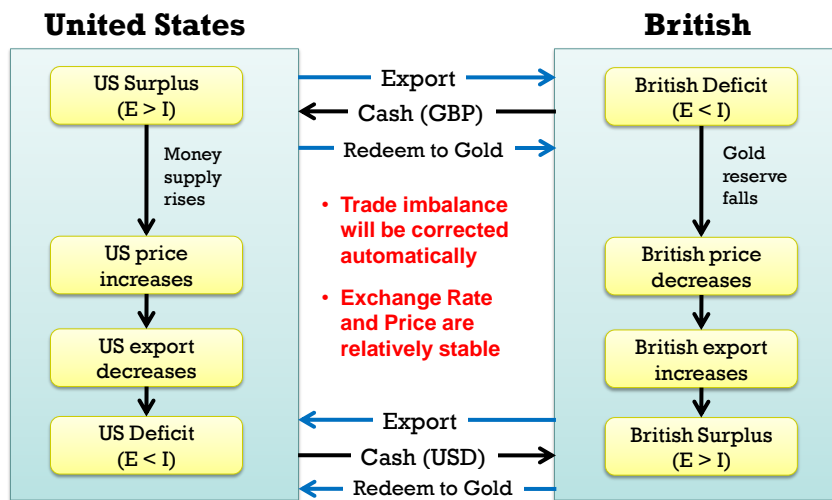 United States
British
US Surplus
(E > I)
Money
supply
rises
US price
increases
US export
decreases
US Deficit
(E < I)
Export
Cash (GBP)
Redeem to Gold
• Trade imbalance
will be corrected
automatically
• Exchange Rate
and Price are
relatively stable
Export
Cash (USD)
Redeem to Gold
British Deficit
(E < I)
Gold
reserve
falls
British price
decreases
British export
increases
British Surplus
(E > I)